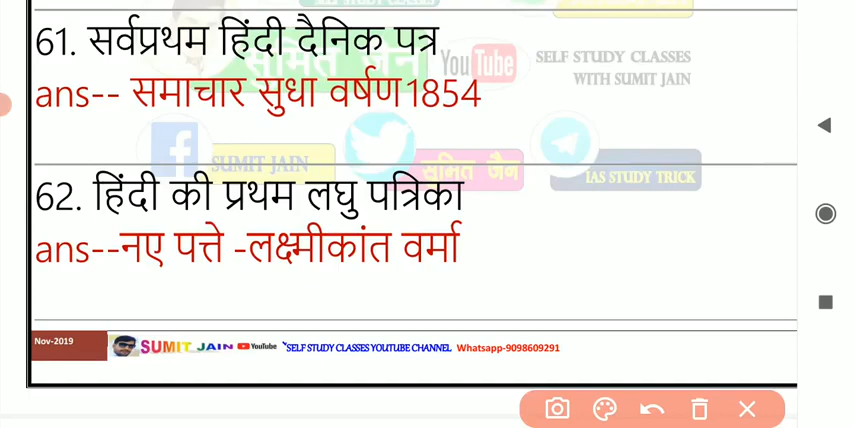 61. सर्वप्रथम हिंदी दैनिक पत्र
सुमित जैन YouTube SELF STUDY CLASSES
WITH SUMIT JAIN
ans-- समाचार सुधा वर्षण1854
SUMIT JAIN सुमित जैन IAS STUDY TRICK
62. हिंदी की प्रथम लघु पत्रिका
ans--नए पत्ते -लक्ष्मीकांत वर्मा
Nov-2019 SUMIT JAIN YouTube `SELF STUDY CLASSES YOUTUBE CHANNEL Whatsapp-9098609291